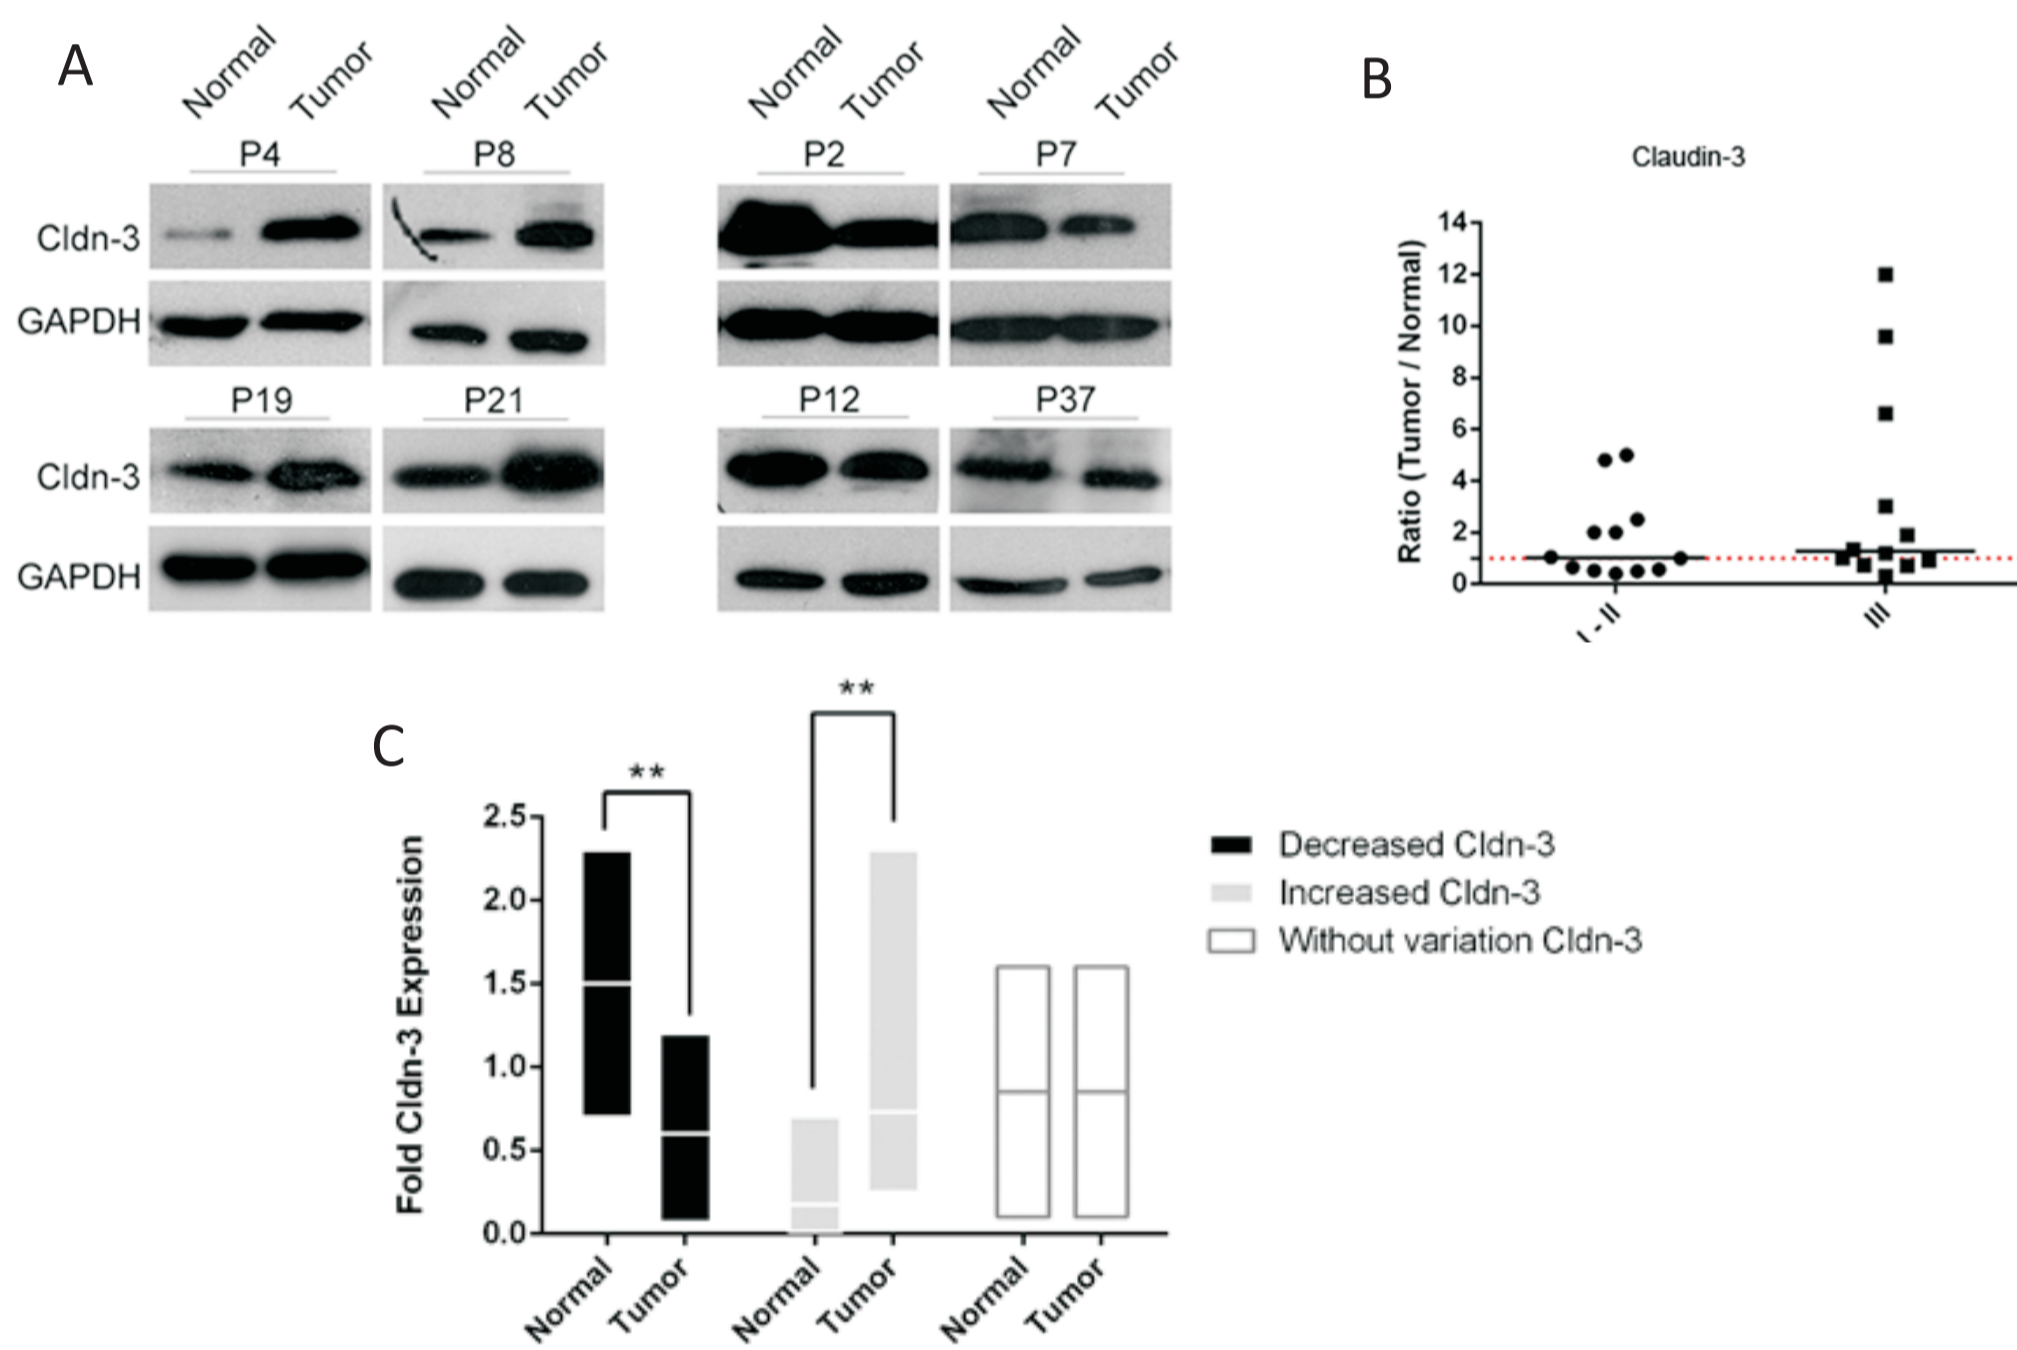 A
Normal Tumor Normal Tumor Normal Tumor Normal Tumor
P4 P8 P2 P7
Cldn-3
GAPDH
P19 P21 P12 P37
Cldn-3
GAPDH
B
Claudin-3
Ratio (Tumor / Normal)
14
12
10
8
6
4
2
0
I - II III
C
** **
Fold Cldn-3 Expression
2.5
2.0
1.5
1.0
0.5
0.0
Normal Tumor Normal Tumor Normal Tumor
Decreased Cldn-3
Increased Cldn-3
Without variation Cldn-3